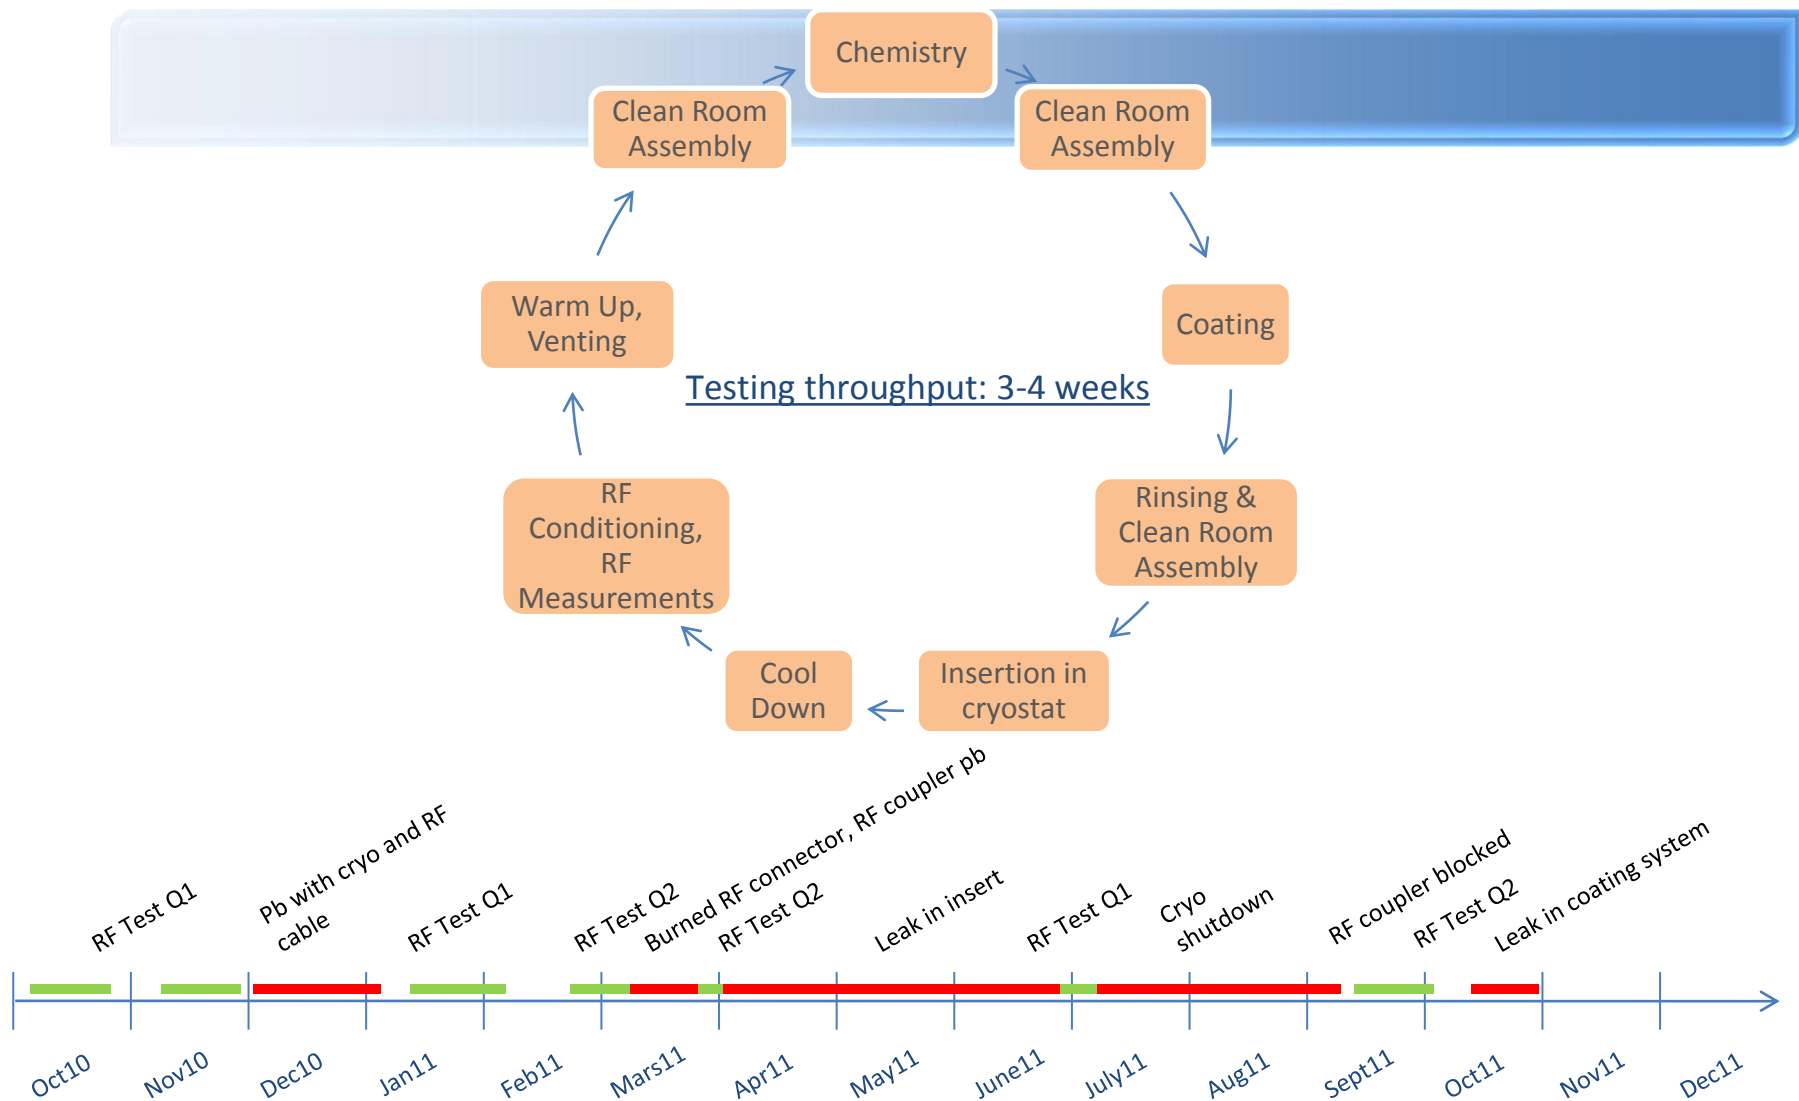 Chemistry
Clean Room
Assembly
Clean Room
Assembly
Warm Up,
Venting
Coating
Testing throughput: 3-4 weeks
RF
Conditioning,
RF
Measurements
Rinsing &
Clean Room
Assembly
Cool
Down
Insertion in
cryostat
RF Test Q1
Pb with cryo and RF
cable
RF Test Q1
RF Test Q2
Burned RF connector, RF coupler pb
RF Test Q2
Leak in insert
RF Test Q1
Cryo
shutdown
RF coupler blocked
RF Test Q2
Leak in coating system
Oct10
Nov10
Dec10
Jan11
Feb11
Mars11
Apr11
May11
June11
July11
Aug11
Sept11
Oct11
Nov11
Dec11